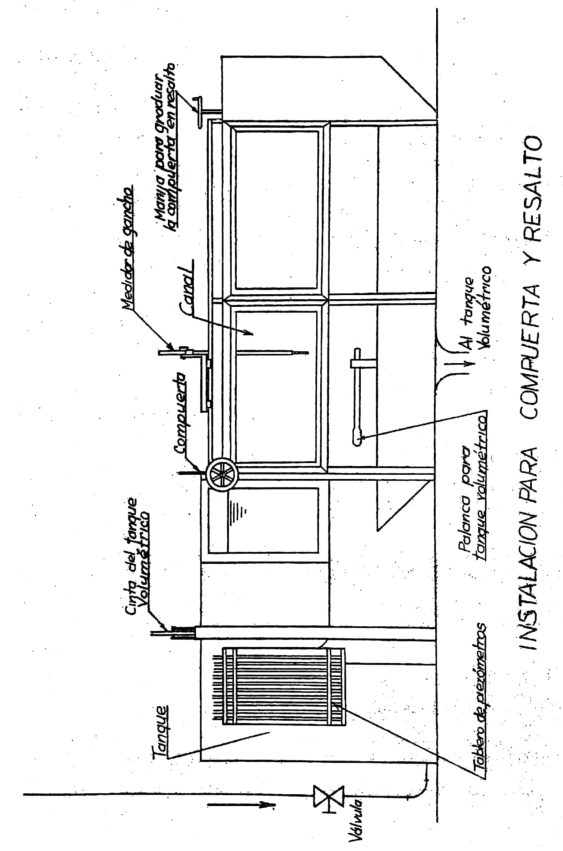 Válvula
Tanque
Cinta del tanque
Volumétrico
Compuerta
Medidor de gancho
Canal
Manija para graduar
la compuerta en resalto
Tablero de piezómetros
Palanca para
tanque volumétrico
Al tanque
Volumétrico
INSTALACION PARA COMPUERTA Y RESALTO